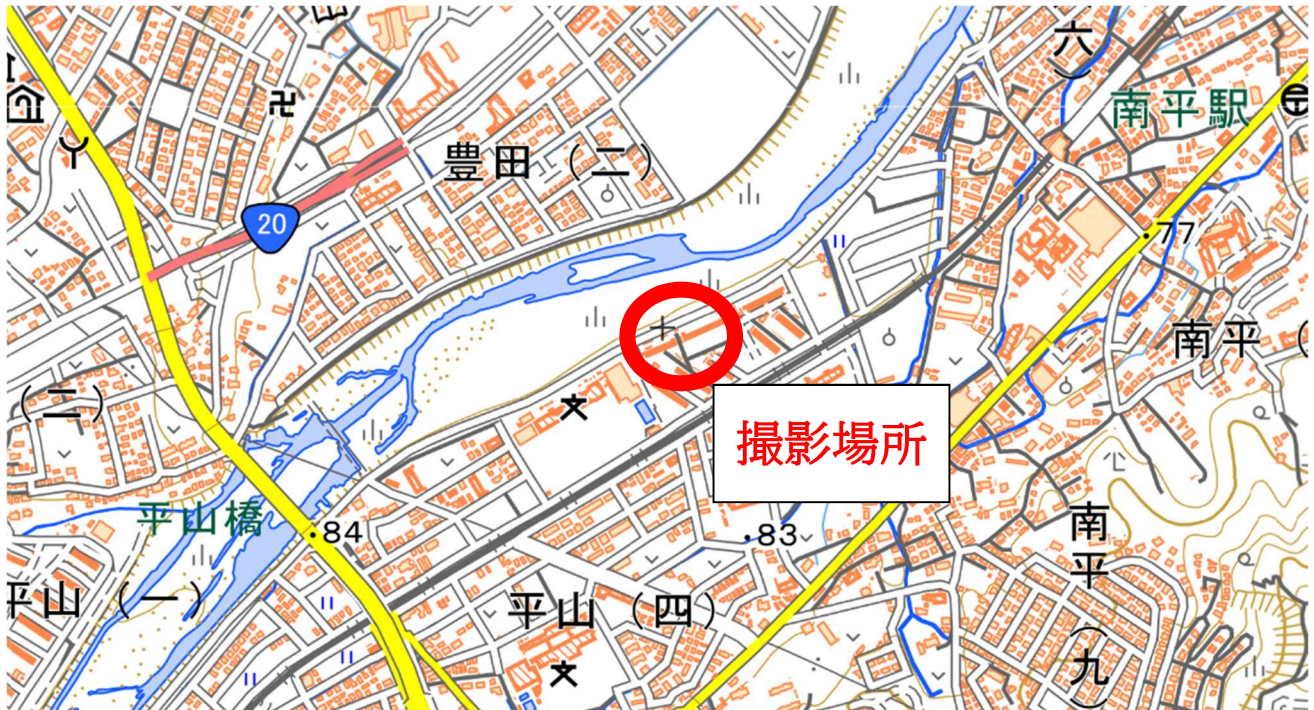 六）
南平駅
豊田（二）
20
77
南平（
（二）
撮影場所
平山橋
84
83
南平（九）
平山（一）
平山（四）